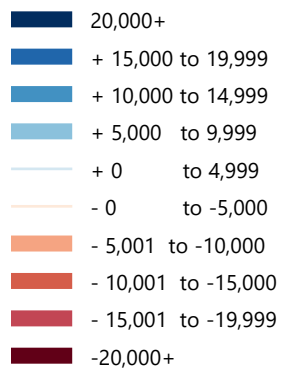 20,000+
+ 15,000 to 19,999
+ 10,000 to 14,999
+ 5,000 to 9,999
+ 0 to 4,999
- 0 to -5,000
- 5,001 to -10,000
- 10,001 to -15,000
- 15,001 to -19,999
-20,000+